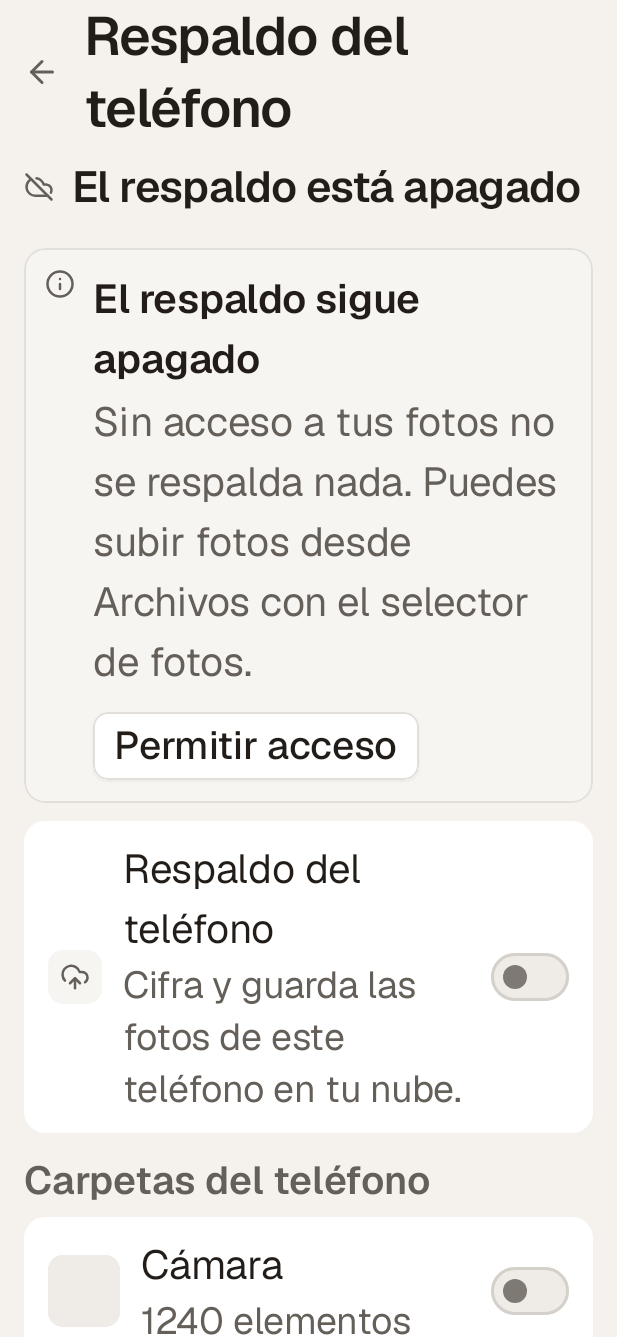 Respaldo del
teléfono
El respaldo está apagado
El respaldo sigue
apagado
Sin acceso a tus fotos no
se respalda nada. Puedes
subir fotos desde
Archivos con el selector
de fotos.
Permitir acceso
Respaldo del
teléfono
Cifra y guarda las
fotos de este
teléfono en tu nube.
Carpetas del teléfono
Cámara
1240 elementos